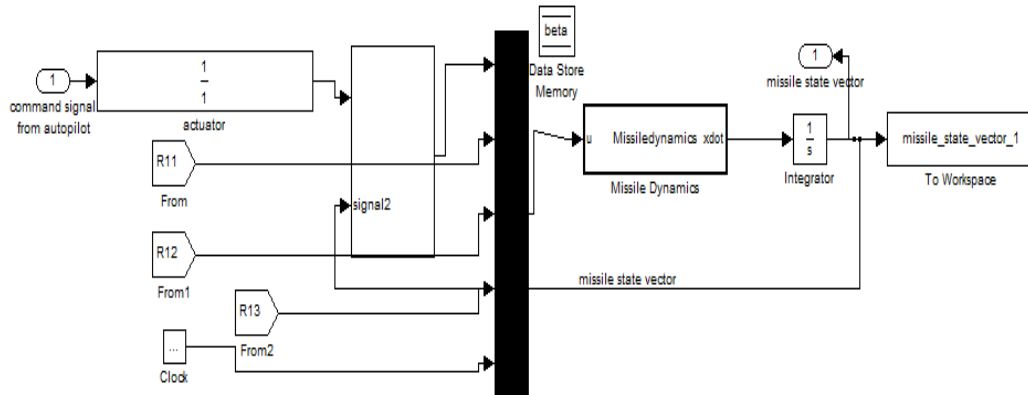 beta
Data Store
Memory
1
command signal
from autopilot
1
1
actuator
1
missile state vector
u
Missiledynamics xdot
Missile Dynamics
1
s
Integrator
missile_state_vector_1
To Workspace
R11
From
signal2
R12
From1
missile state vector
R13
From2
...
Clock